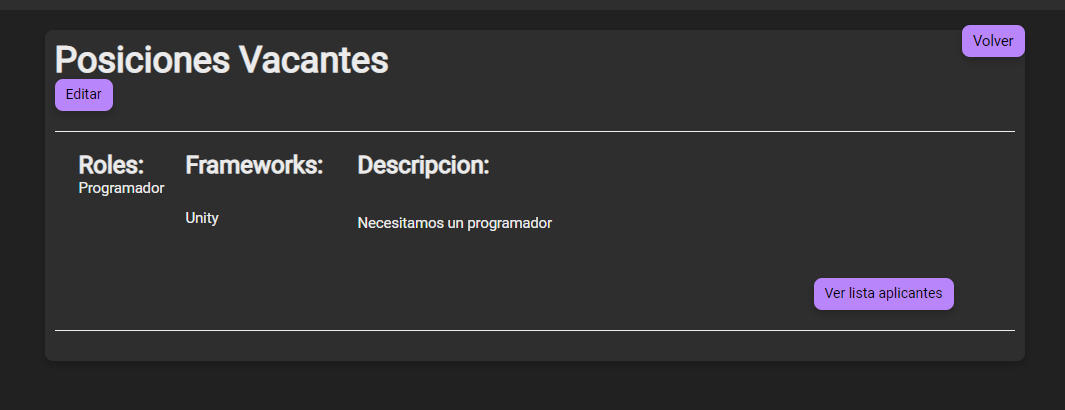 Volver
Posiciones Vacantes
Editar
Roles:
Programador
Frameworks:
Unity
Descripcion:
Necesitamos un programador
Ver lista aplicantes